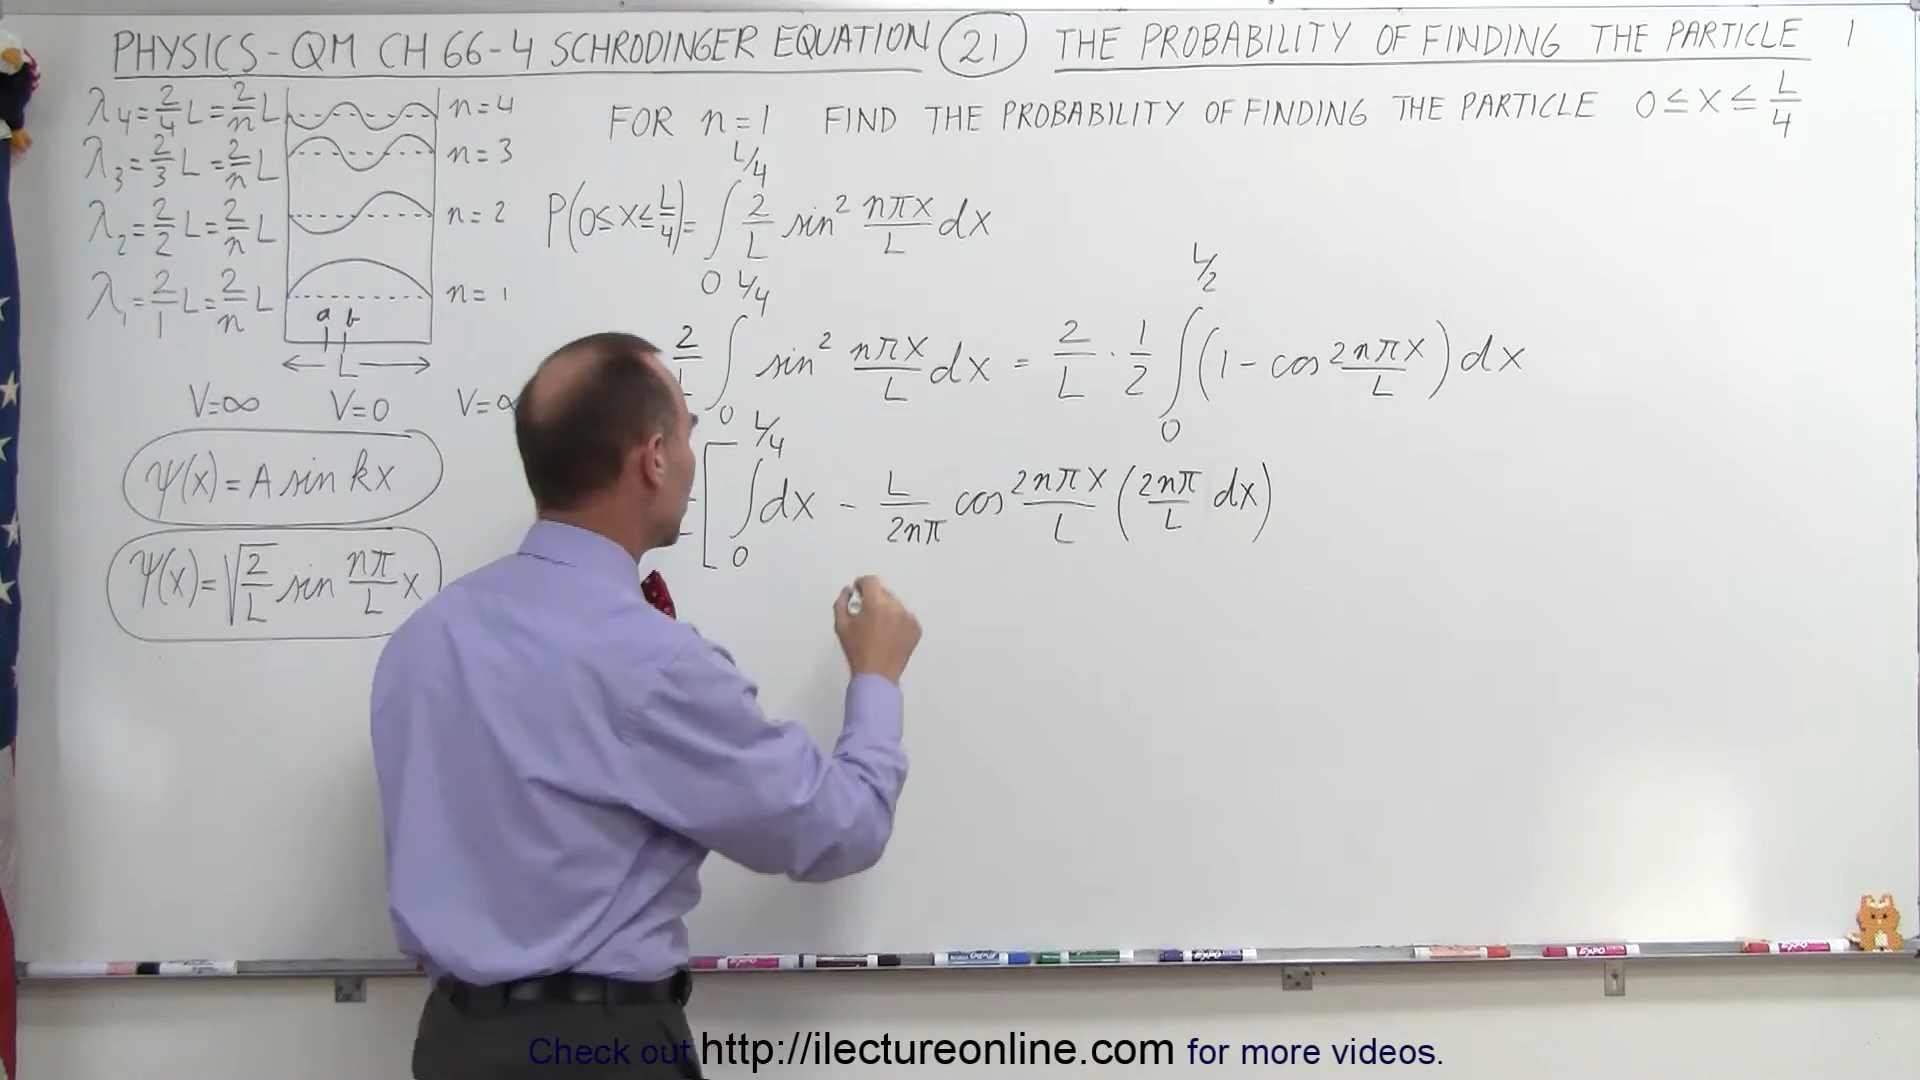 PHYSICS - QM CH 66-4 SCHRODINGER EQUATION 21 THE PROBABILITY OF FINDING THE PARTICLE 1
FOR n=1 FIND THE PROBABILITY OF FINDING THE PARTICLE 0 ≤ X ≤ L/4
λ₄ = 2/4 L = 2/n L n=4
λ₃ = 2/3 L = 2/n L n=3
λ₂ = 2/2 L = 2/n L n=2
λ₁ = 2/1 L = 2/n L n=1
a b
L
V=∞ V=0 V=∞
Ψ(x) = A sin kx
Ψ(x) = √(2/L) sin nπ/L x
P(0≤X≤L/4) = ∫₀^{L/4} 2/L sin² nπx/L dx
2/L ∫₀^{L/4} sin² nπx/L dx = 2/L · 1/2 ∫₀^{L/2} (1 - cos 2nπx/L) dx
[ ∫₀^{L/4} dx - L/2nπ cos 2nπx/L (2nπ/L dx)
Check out http://ilectureonline.com for more videos.